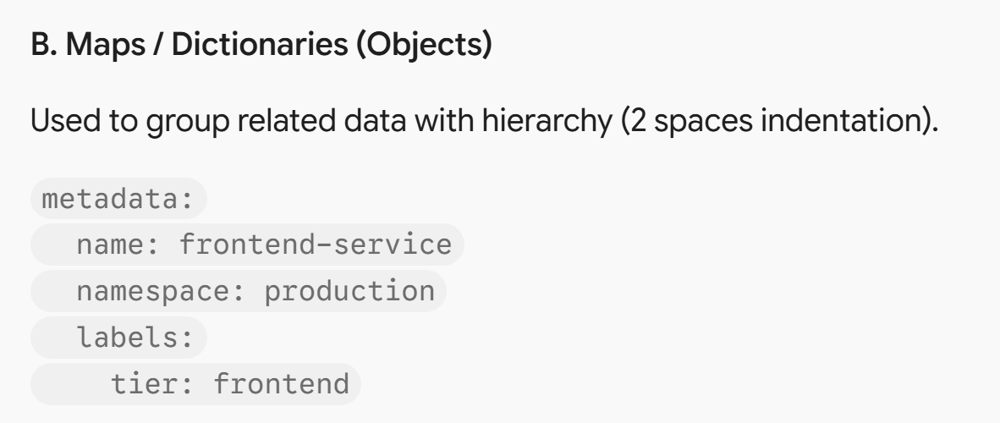 B. Maps / Dictionaries (Objects)
Used to group related data with hierarchy (2 spaces indentation).
metadata:
  name: frontend-service
  namespace: production
  labels:
    tier: frontend